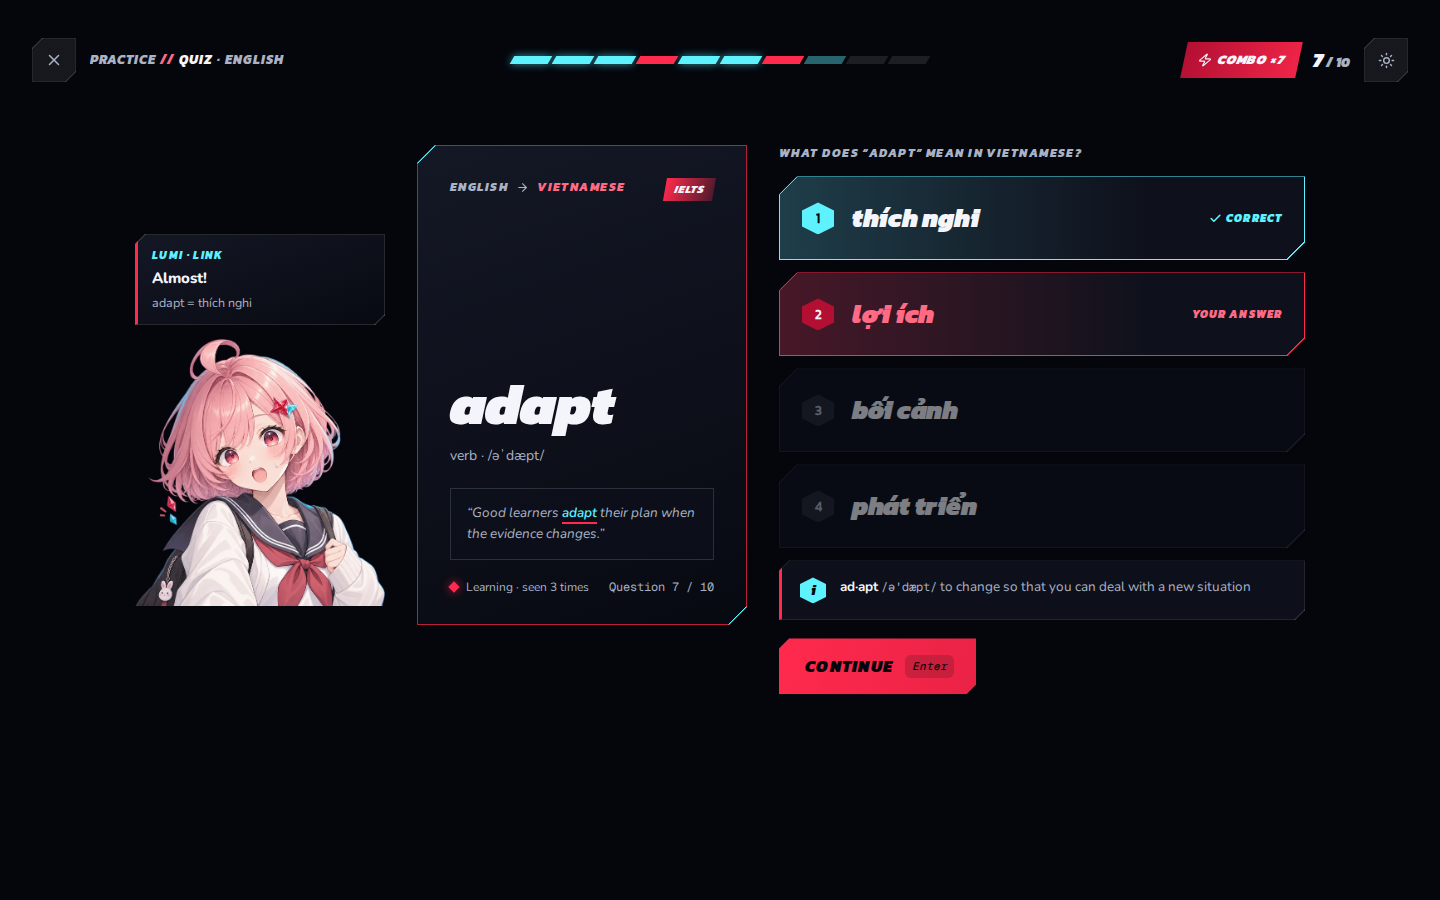 PRACTICE // QUIZ · ENGLISH
COMBO ×7
7 / 10
LUMI · LINK
Almost!
adapt = thích nghi
ENGLISH → VIETNAMESE
IELTS
adapt
verb · /əˈdæpt/
“Good learners adapt their plan when
the evidence changes.”
Learning · seen 3 times
Question 7 / 10
WHAT DOES “ADAPT” MEAN IN VIETNAMESE?
1 thích nghi ✓ CORRECT
2 lợi ích YOUR ANSWER
3 bối cảnh
4 phát triển
i ad·apt /əˈdæpt/ to change so that you can deal with a new situation
CONTINUE Enter